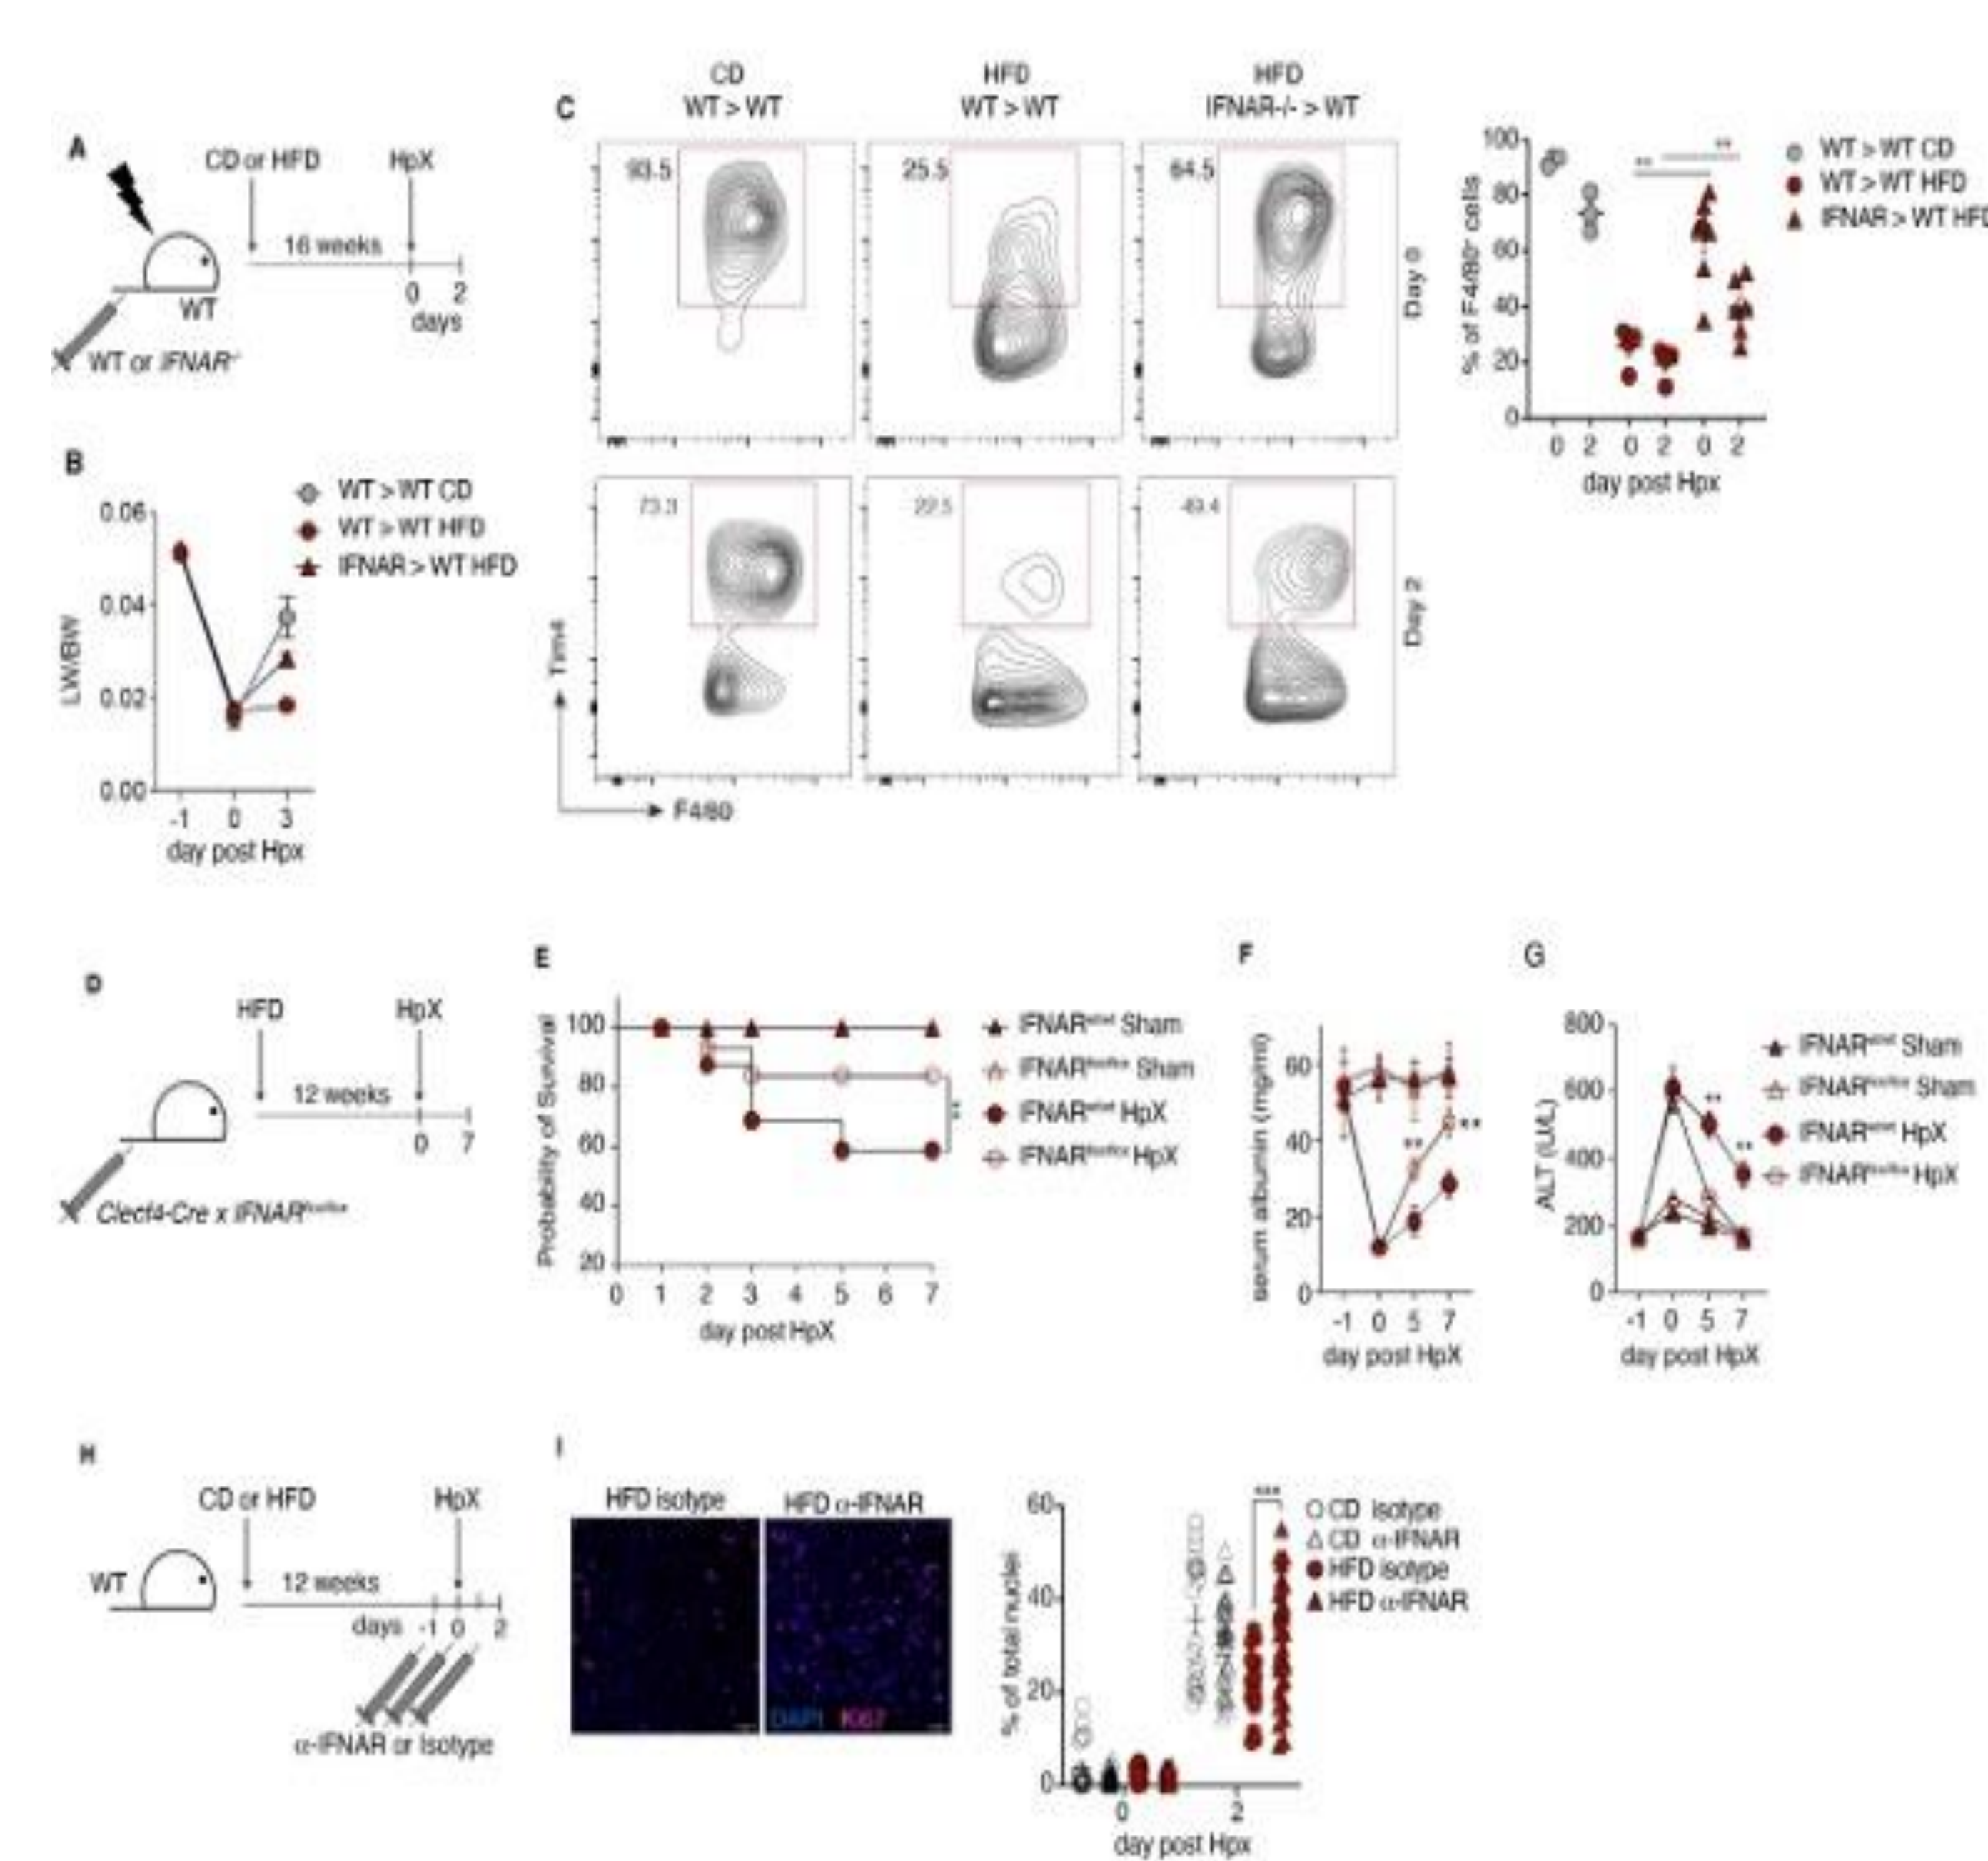 A
CD or HFD
HpX
16 weeks
WT
0 2
days
WT or IFNAR-/-
B
WT > WT CD
WT > WT HFD
IFNAR > WT HFD
0.06
0.04
0.02
0.00
LW/BW
-1 0 3
day post Hpx
C
CD
WT > WT
HFD
WT > WT
HFD
IFNAR-/- > WT
93.5
25.5
64.5
Day 0
73.3
22.5
49.4
Day 2
Tim4
F4/80
% of F4/80+ cells
100
80
60
40
20
0
** **
0 2 0 2 0 2
day post Hpx
WT > WT CD
WT > WT HFD
IFNAR > WT HFD
D
HFD
HpX
12 weeks
0 7
Clecf4-Cre x IFNAR
E
Probability of Survival
100
80
60
40
20
0 1 2 3 4 5 6 7
day post HpX
**
IFNAR Sham
IFNAR Sham
IFNAR HpX
IFNAR HpX
F
serum albumin (mg/ml)
60
40
20
0
**
**
-1 0 5 7
day post HpX
G
ALT (U/L)
800
600
400
200
0
**
**
-1 0 5 7
day post HpX
IFNAR Sham
IFNAR Sham
IFNAR HpX
IFNAR HpX
H
CD or HFD
HpX
WT
12 weeks
days -1 0 2
α-IFNAR or Isotype
I
HFD isotype
HFD α-IFNAR
DAPI Ki67
% of total nuclei
60
40
20
0
***
0 2
day post Hpx
CD Isotype
CD α-IFNAR
HFD Isotype
HFD α-IFNAR